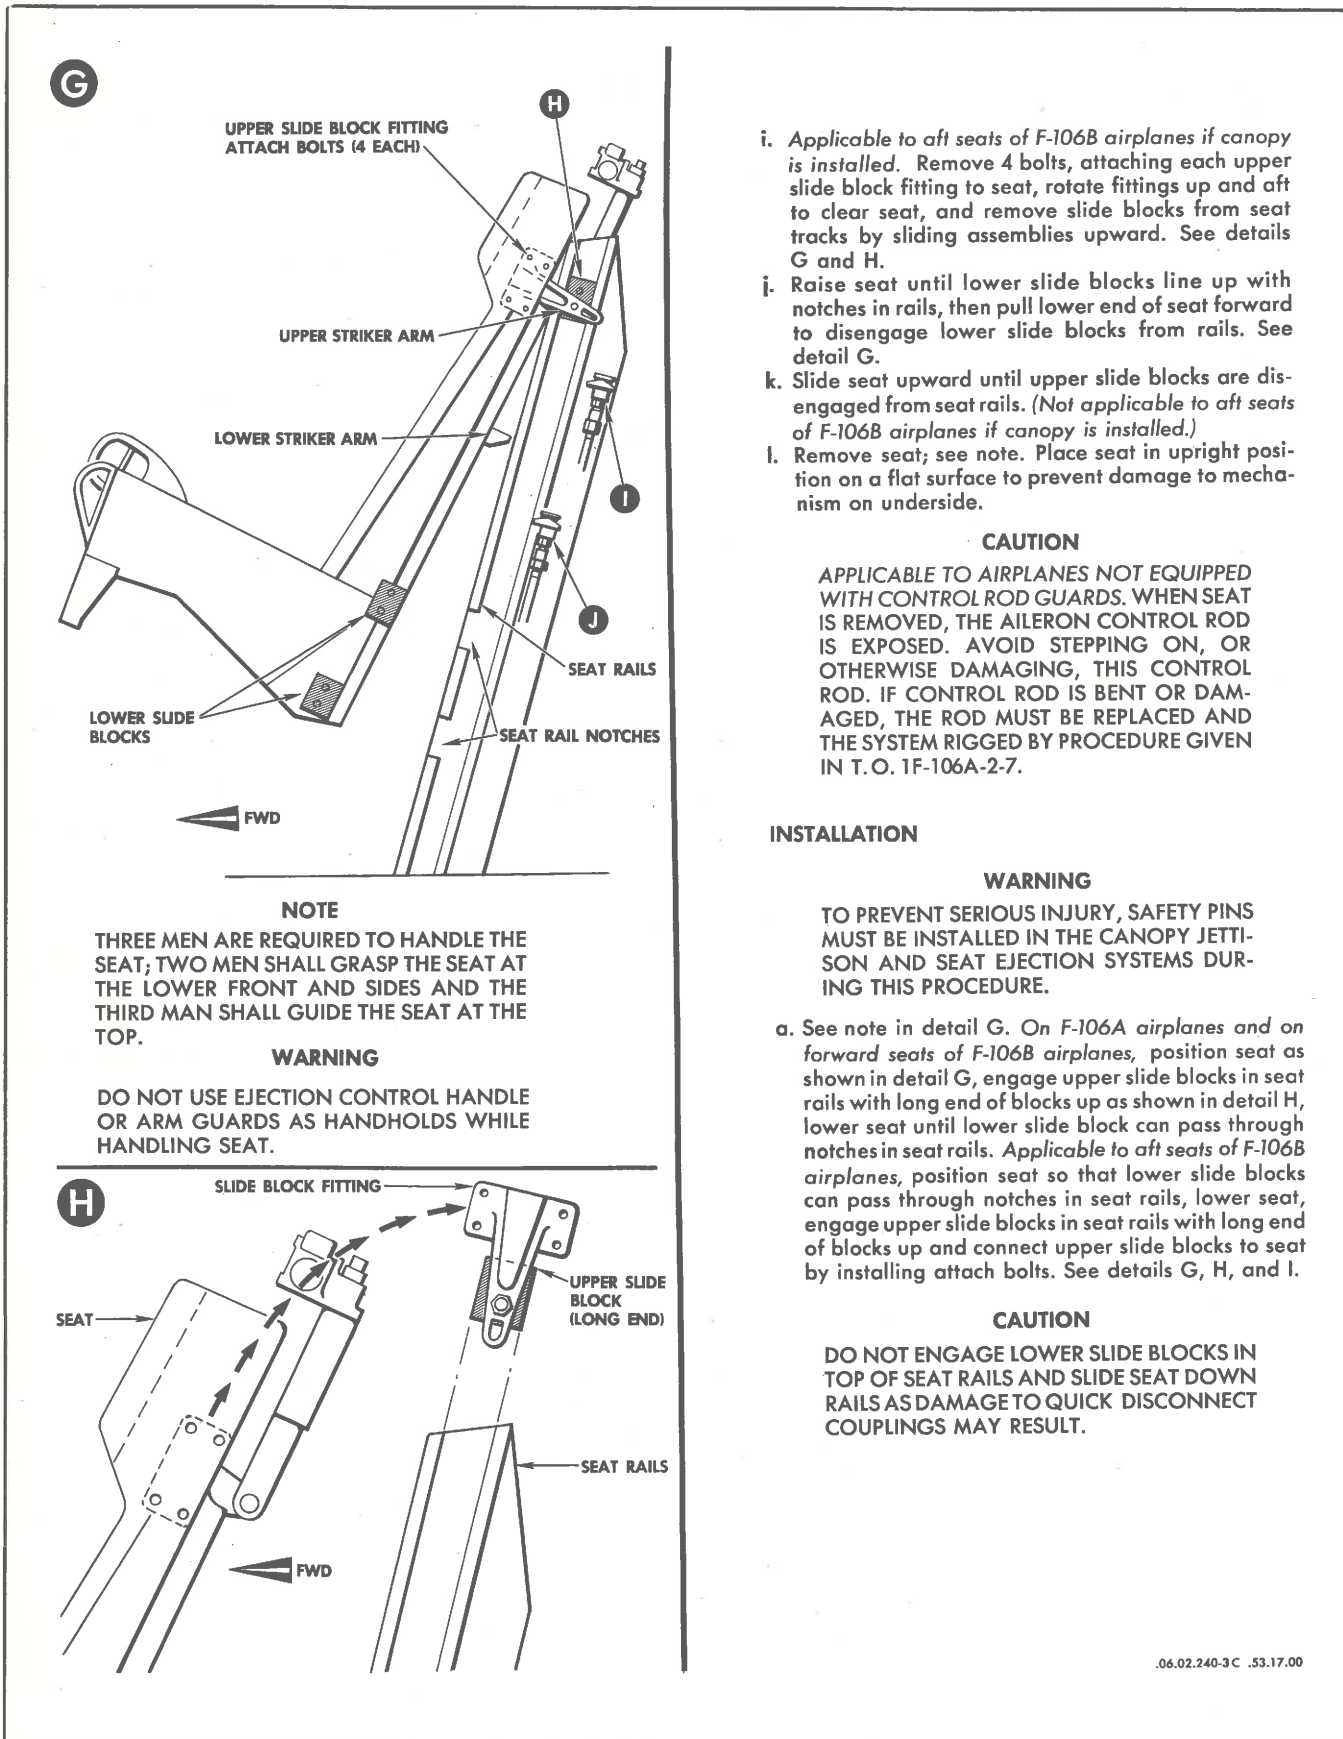 G
H
UPPER SLIDE BLOCK FITTING
ATTACH BOLTS (4 EACH)
UPPER STRIKER ARM
LOWER STRIKER ARM
I
J
SEAT RAILS
LOWER SLIDE
BLOCKS
SEAT RAIL NOTCHES
FWD
NOTE
THREE MEN ARE REQUIRED TO HANDLE THE
SEAT; TWO MEN SHALL GRASP THE SEAT AT
THE LOWER FRONT AND SIDES AND THE
THIRD MAN SHALL GUIDE THE SEAT AT THE
TOP.
WARNING
DO NOT USE EJECTION CONTROL HANDLE
OR ARM GUARDS AS HANDHOLDS WHILE
HANDLING SEAT.
H
SLIDE BLOCK FITTING
UPPER SLIDE
BLOCK
(LONG END)
SEAT
SEAT RAILS
FWD
i. Applicable to aft seats of F-106B airplanes if canopy
is installed. Remove 4 bolts, attaching each upper
slide block fitting to seat, rotate fittings up and aft
to clear seat, and remove slide blocks from seat
tracks by sliding assemblies upward. See details
G and H.
j. Raise seat until lower slide blocks line up with
notches in rails, then pull lower end of seat forward
to disengage lower slide blocks from rails. See
detail G.
k. Slide seat upward until upper slide blocks are dis-
engaged from seat rails. (Not applicable to aft seats
of F-106B airplanes if canopy is installed.)
l. Remove seat; see note. Place seat in upright posi-
tion on a flat surface to prevent damage to mecha-
nism on underside.
CAUTION
APPLICABLE TO AIRPLANES NOT EQUIPPED
WITH CONTROL ROD GUARDS. WHEN SEAT
IS REMOVED, THE AILERON CONTROL ROD
IS EXPOSED. AVOID STEPPING ON, OR
OTHERWISE DAMAGING, THIS CONTROL
ROD. IF CONTROL ROD IS BENT OR DAM-
AGED, THE ROD MUST BE REPLACED AND
THE SYSTEM RIGGED BY PROCEDURE GIVEN
IN T.O. 1F-106A-2-7.
INSTALLATION
WARNING
TO PREVENT SERIOUS INJURY, SAFETY PINS
MUST BE INSTALLED IN THE CANOPY JETTI-
SON AND SEAT EJECTION SYSTEMS DUR-
ING THIS PROCEDURE.
a. See note in detail G. On F-106A airplanes and on
forward seats of F-106B airplanes, position seat as
shown in detail G, engage upper slide blocks in seat
rails with long end of blocks up as shown in detail H,
lower seat until lower slide block can pass through
notches in seat rails. Applicable to aft seats of F-106B
airplanes, position seat so that lower slide blocks
can pass through notches in seat rails, lower seat,
engage upper slide blocks in seat rails with long end
of blocks up and connect upper slide blocks to seat
by installing attach bolts. See details G, H, and I.
CAUTION
DO NOT ENGAGE LOWER SLIDE BLOCKS IN
TOP OF SEAT RAILS AND SLIDE SEAT DOWN
RAILS AS DAMAGE TO QUICK DISCONNECT
COUPLINGS MAY RESULT.
.06.02.240-3C .53.17.00